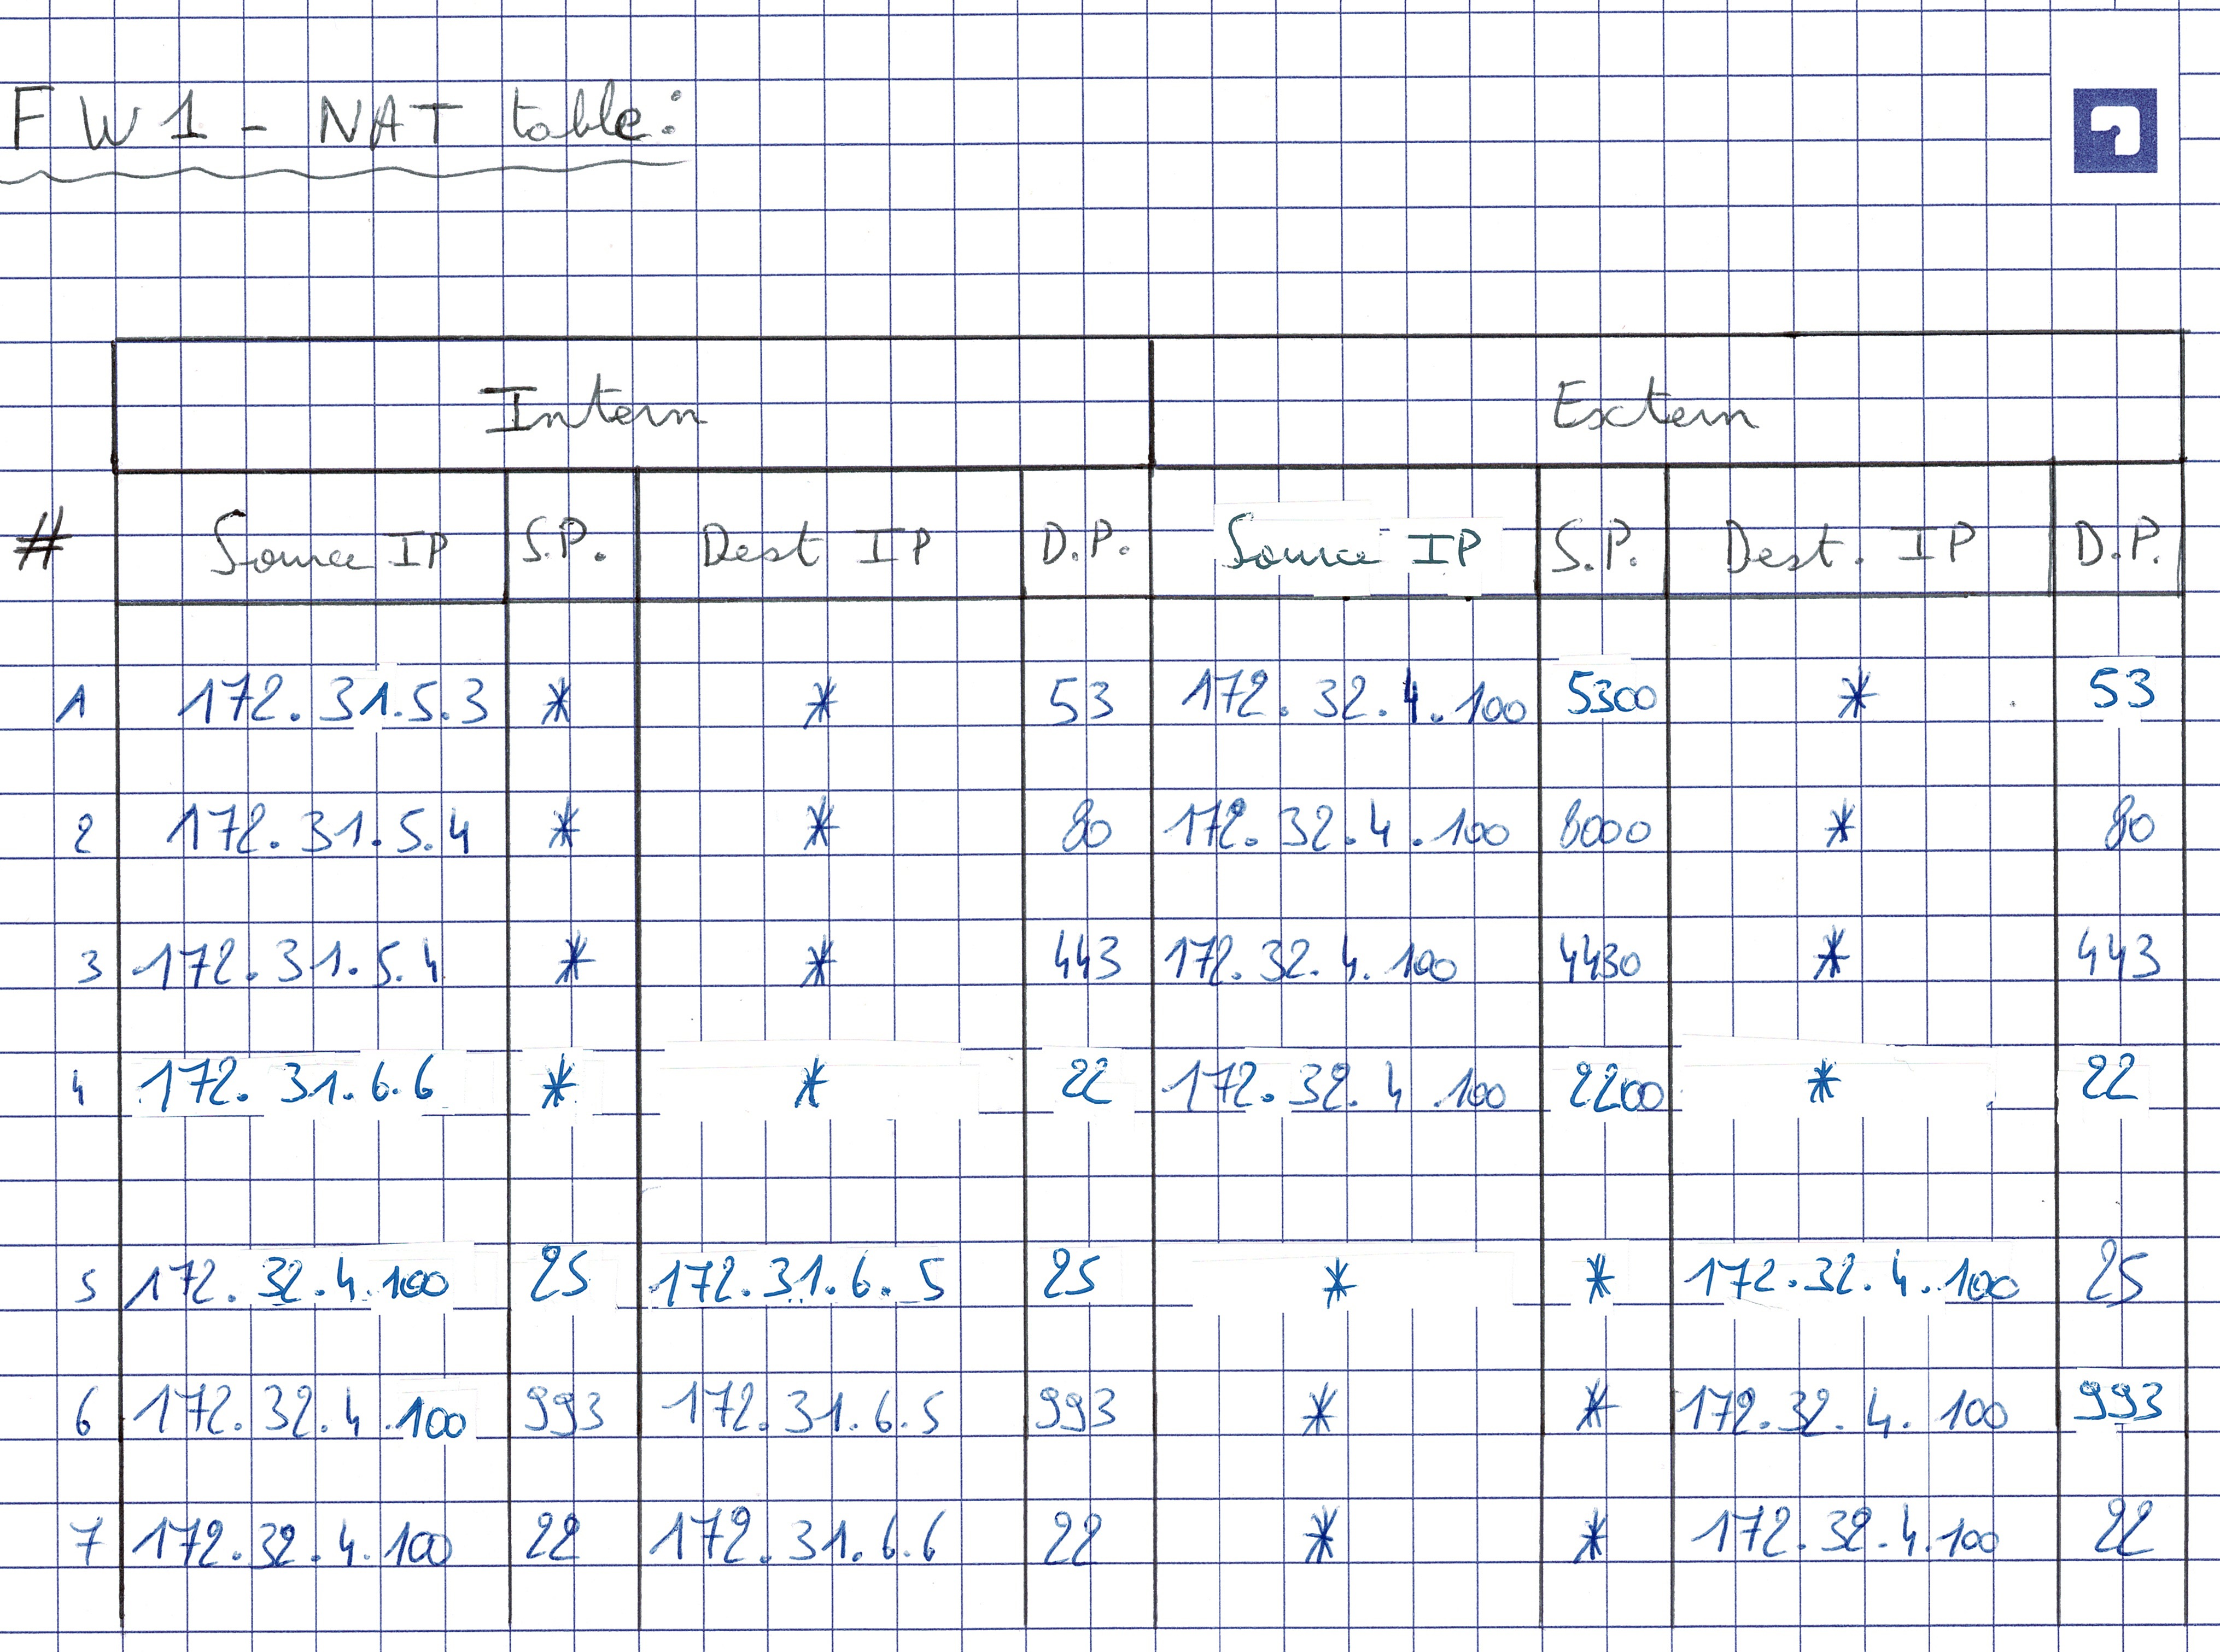 FW1 - NAT table:
Intern Extern
# Source IP S.P. Dest IP D.P. Source IP S.P. Dest. IP D.P.
1 172.31.5.3 * * 53 172.32.4.100 5300 * 53
2 172.31.5.4 * * 80 172.32.4.100 8000 * 80
3 172.31.5.4 * * 443 172.32.4.100 4430 * 443
4 172.31.6.6 * * 22 172.32.4.100 2200 * 22
5 172.32.4.100 25 172.31.6.5 25 * * 172.32.4.100 25
6 172.32.4.100 993 172.31.6.5 993 * * 172.32.4.100 993
7 172.32.4.100 22 172.31.6.6 22 * * 172.32.4.100 22